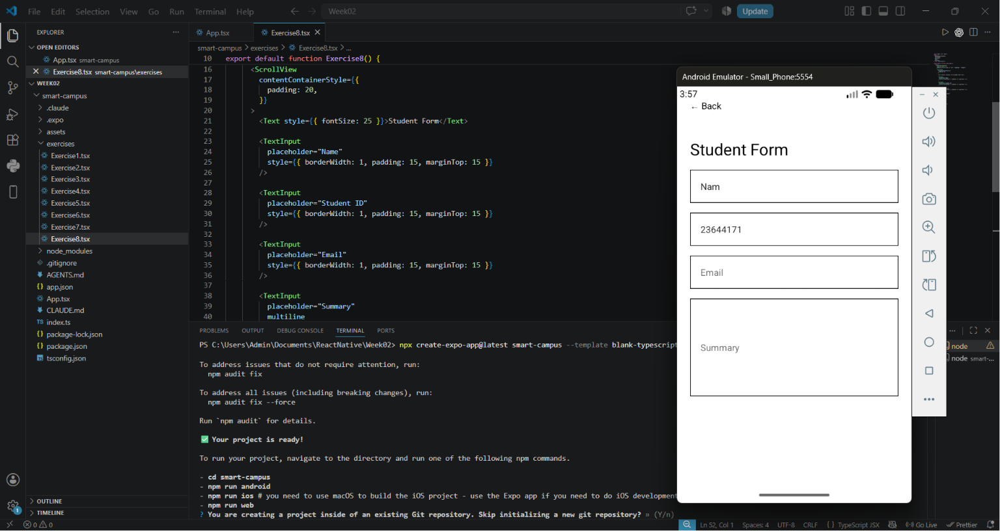 File Edit Selection View Go Run Terminal Help
Week02
Update
EXPLORER
OPEN EDITORS
App.tsx smart-campus
Exercise8.tsx smart-campus\exercises
WEEK02
smart-campus
.claude
.expo
assets
exercises
Exercise1.tsx
Exercise2.tsx
Exercise3.tsx
Exercise4.tsx
Exercise5.tsx
Exercise6.tsx
Exercise7.tsx
Exercise8.tsx
node_modules
.gitignore
AGENTS.md
{} app.json
App.tsx
CLAUDE.md
TS index.ts
{} package-lock.json
{} package.json
tsconfig.json
OUTLINE
TIMELINE
App.tsx
Exercise8.tsx
smart-campus > exercises > Exercise8.tsx > ...
10 export default function Exercise8() {
16 <ScrollView
17 contentContainerStyle={{
18 padding: 20,
19 }}
20 >
21 <Text style={{ fontSize: 25 }}>Student Form</Text>
22
23 <TextInput
24 placeholder="Name"
25 style={{ borderWidth: 1, padding: 15, marginTop: 15 }}
26 />
27
28 <TextInput
29 placeholder="Student ID"
30 style={{ borderWidth: 1, padding: 15, marginTop: 15 }}
31 />
32
33 <TextInput
34 placeholder="Email"
35 style={{ borderWidth: 1, padding: 15, marginTop: 15 }}
36 />
37
38 <TextInput
39 placeholder="Summary"
40 multiline
PROBLEMS OUTPUT DEBUG CONSOLE TERMINAL PORTS
PS C:\Users\Admin\Documents\ReactNative\Week02> npx create-expo-app@latest smart-campus --template blank-typescript
To address issues that do not require attention, run:
npm audit fix
To address all issues (including breaking changes), run:
npm audit fix --force
Run `npm audit` for details.
✅ Your project is ready!
To run your project, navigate to the directory and run one of the following npm commands.
- cd smart-campus
- npm run android
- npm run ios # you need to use macOS to build the iOS project - use the Expo app if you need to do iOS development
- npm run web
? You are creating a project inside of an existing Git repository. Skip initializing a new git repository? » (Y/n)
node
node smart-...
Android Emulator - Small_Phone:5554
3:57
← Back
Student Form
Nam
23644171
Email
Summary
1
0 0
Ln 52, Col 1 Spaces: 4 UTF-8 CRLF {} TypeScript JSX Go Live Prettier